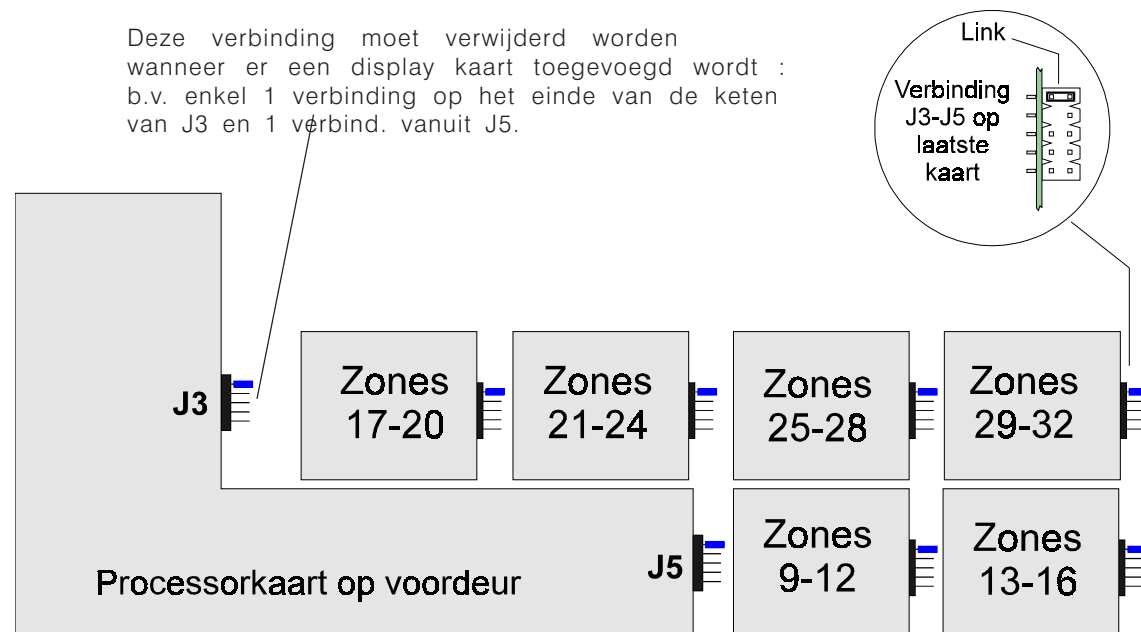 Deze verbinding moet verwijderd worden
wanneer er een display kaart toegevoegd wordt :
b.v. enkel 1 verbinding op het einde van de keten
van J3 en 1 verbind. vanuit J5.
Link
Verbinding
J3-J5 op
laatste
kaart
J3
Zones
17-20
Zones
21-24
Zones
25-28
Zones
29-32
Processorkaart op voordeur
J5
Zones
9-12
Zones
13-16